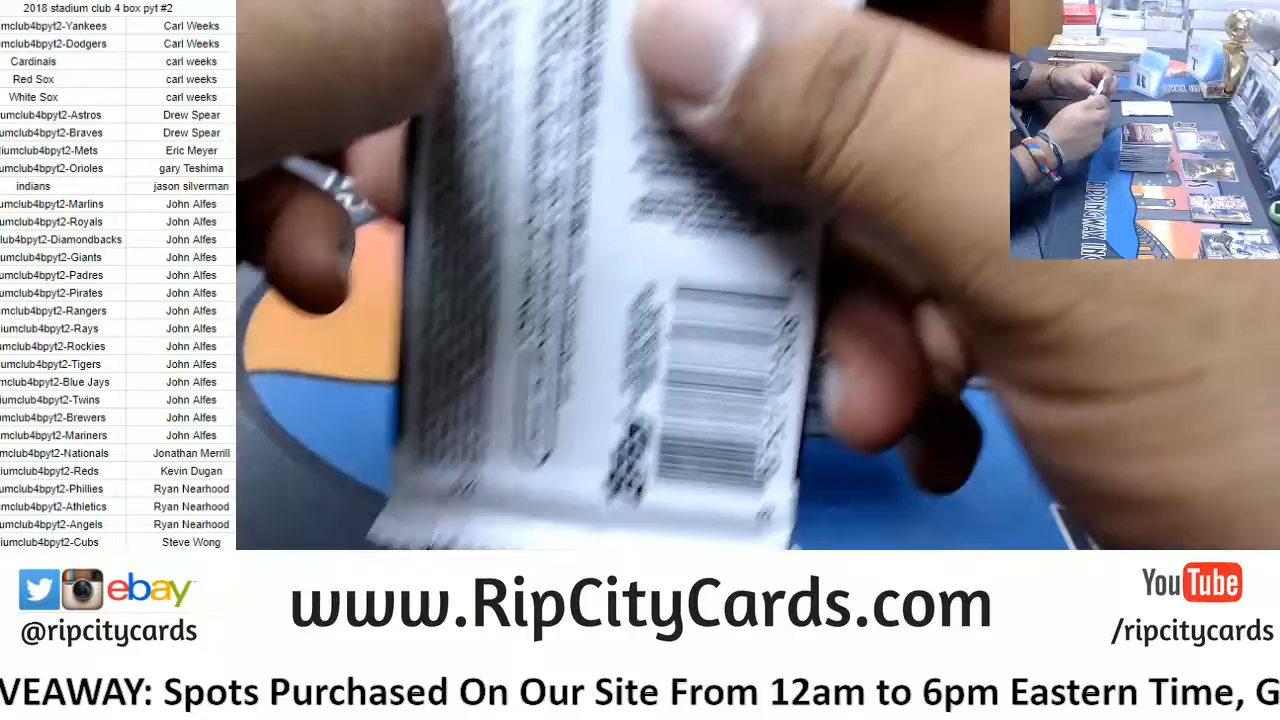 2018 stadium club 4 box pyt #2
umclub4bpyt2-Yankees Carl Weeks
umclub4bpyt2-Dodgers Carl Weeks
Cardinals carl weeks
Red Sox carl weeks
White Sox carl weeks
iumclub4bpyt2-Astros Drew Spear
umclub4bpyt2-Braves Drew Spear
diumclub4bpyt2-Mets Eric Meyer
umclub4bpyt2-Orioles gary Teshima
indians jason silverman
umclub4bpyt2-Marlins John Alfes
umclub4bpyt2-Royals John Alfes
lub4bpyt2-Diamondbacks John Alfes
umclub4bpyt2-Giants John Alfes
umclub4bpyt2-Padres John Alfes
umclub4bpyt2-Pirates John Alfes
umclub4bpyt2-Rangers John Alfes
iumclub4bpyt2-Rays John Alfes
umclub4bpyt2-Rockies John Alfes
iumclub4bpyt2-Tigers John Alfes
mclub4bpyt2-Blue Jays John Alfes
iumclub4bpyt2-Twins John Alfes
umclub4bpyt2-Brewers John Alfes
mclub4bpyt2-Mariners John Alfes
mclub4bpyt2-Nationals Jonathan Merrill
iumclub4bpyt2-Reds Kevin Dugan
umclub4bpyt2-Phillies Ryan Nearhood
umclub4bpyt2-Athletics Ryan Nearhood
umclub4bpyt2-Angels Ryan Nearhood
iumclub4bpyt2-Cubs Steve Wong
ebay
@ripcitycards
www.RipCityCards.com
YouTube
/ripcitycards
VEAWAY: Spots Purchased On Our Site From 12am to 6pm Eastern Time, G